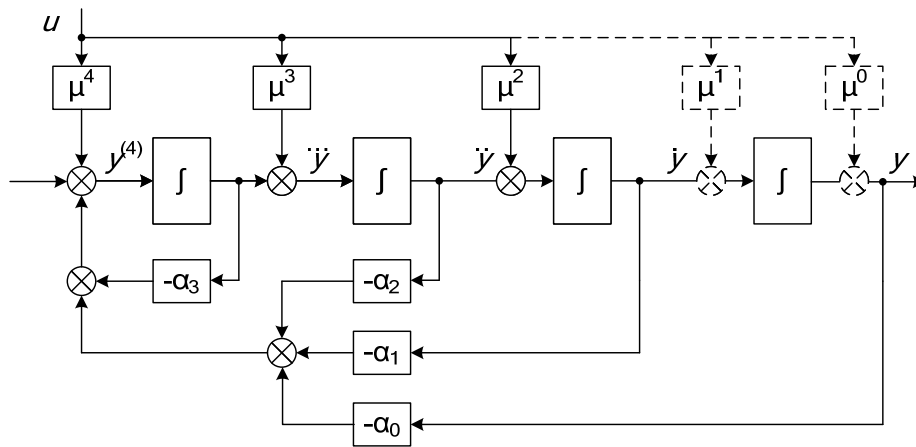 u
μ⁴ μ³ μ² μ¹ μ⁰
y⁽⁴⁾ ∫ ÿ̇ ∫ ÿ ∫ ẏ ∫ y
-α₃ -α₂
-α₁
-α₀